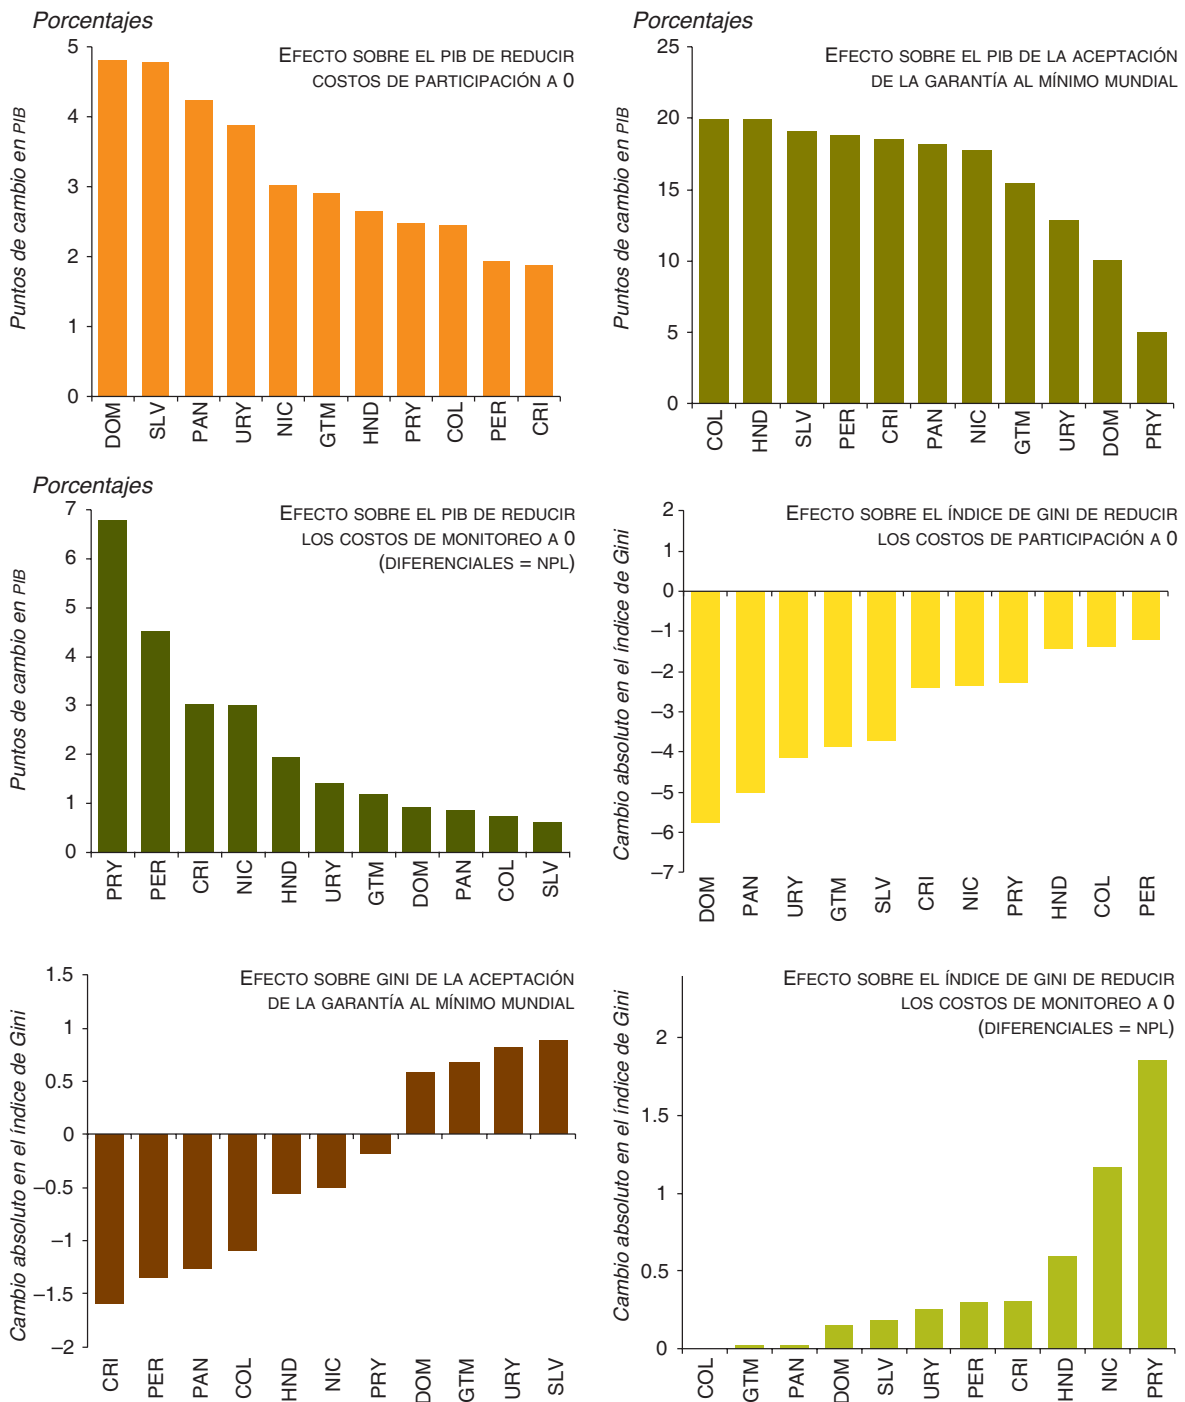 Porcentajes
EFECTO SOBRE EL PIB DE REDUCIR
COSTOS DE PARTICIPACIÓN A 0
Puntos de cambio en PIB
5
4
3
2
1
0
DOM SLV PAN URY NIC GTM HND PRY COL PER CRI
Porcentajes
EFECTO SOBRE EL PIB DE LA ACEPTACIÓN
DE LA GARANTÍA AL MÍNIMO MUNDIAL
Puntos de cambio en PIB
25
20
15
10
5
0
COL HND SLV PER CRI PAN NIC GTM URY DOM PRY
Porcentajes
EFECTO SOBRE EL PIB DE REDUCIR
LOS COSTOS DE MONITOREO A 0
(DIFERENCIALES = NPL)
Puntos de cambio en PIB
7
6
5
4
3
2
1
0
PRY PER CRI NIC HND URY GTM DOM PAN COL SLV
EFECTO SOBRE EL ÍNDICE DE GINI DE REDUCIR
LOS COSTOS DE PARTICIPACIÓN A 0
Cambio absoluto en el índice de Gini
2
1
0
–1
–2
–3
–4
–5
–6
–7
DOM PAN URY GTM SLV CRI NIC PRY HND COL PER
EFECTO SOBRE GINI DE LA ACEPTACIÓN
DE LA GARANTÍA AL MÍNIMO MUNDIAL
Cambio absoluto en el índice de Gini
1.5
1
0.5
0
–0.5
–1
–1.5
–2
CRI PER PAN COL HND NIC PRY DOM GTM URY SLV
EFECTO SOBRE EL ÍNDICE DE GINI DE REDUCIR
LOS COSTOS DE MONITOREO A 0
(DIFERENCIALES = NPL)
Cambio absoluto en el índice de Gini
2
1.5
1
0.5
0
COL GTM PAN DOM SLV URY PER CRI HND NIC PRY